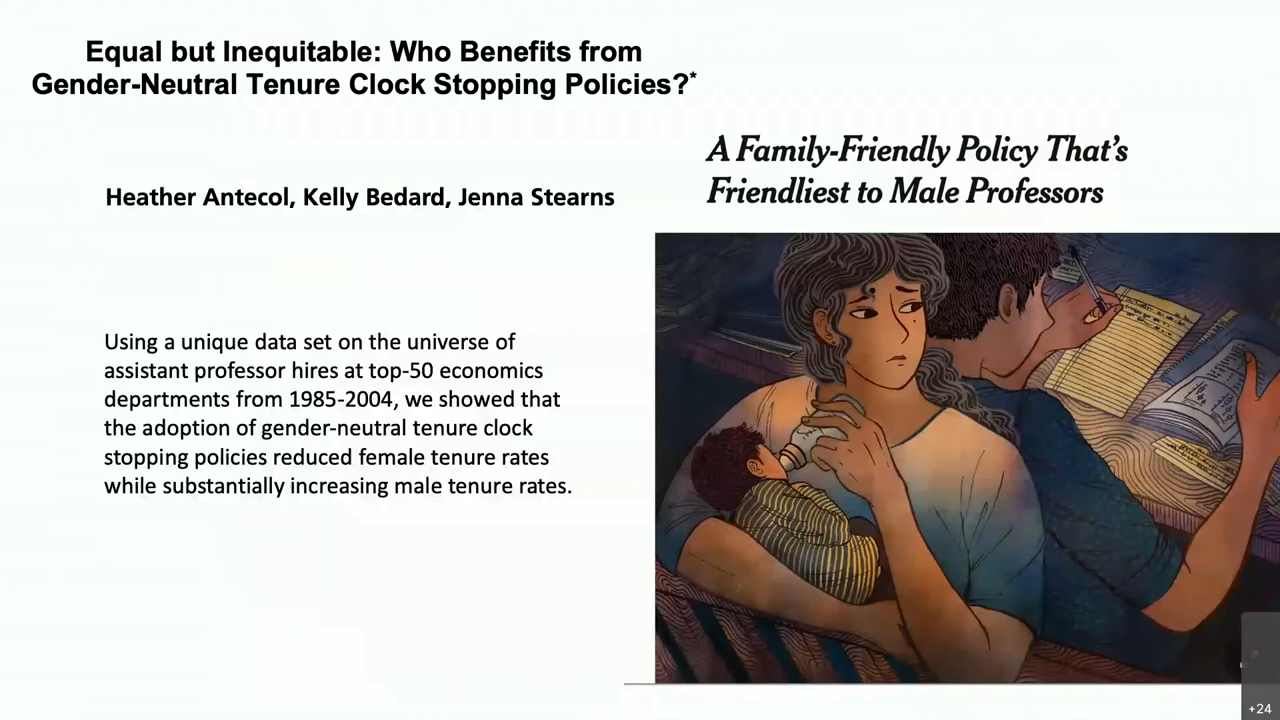 Equal but Inequitable: Who Benefits from
Gender-Neutral Tenure Clock Stopping Policies?*
Heather Antecol, Kelly Bedard, Jenna Stearns
Using a unique data set on the universe of
assistant professor hires at top-50 economics
departments from 1985-2004, we showed that
the adoption of gender-neutral tenure clock
stopping policies reduced female tenure rates
while substantially increasing male tenure rates.
A Family-Friendly Policy That's
Friendliest to Male Professors
+24